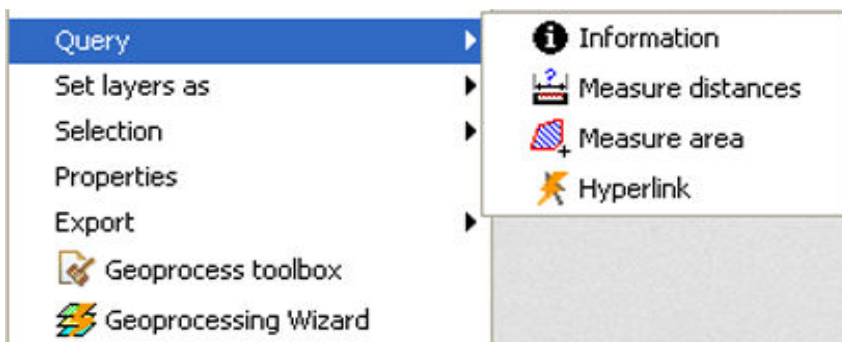 Query
Set layers as
Selection
Properties
Export
Geoprocess toolbox
Geoprocessing Wizard
Information
Measure distances
Measure area
Hyperlink